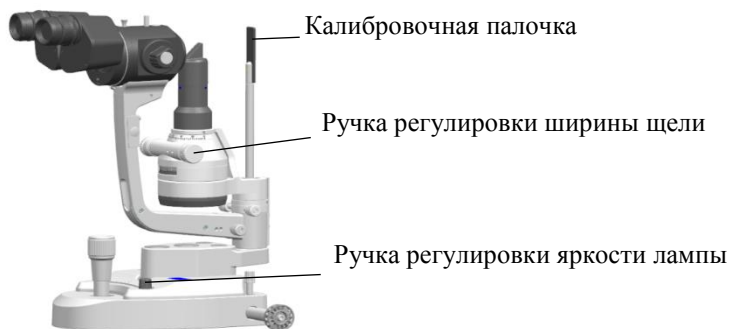 Калибровочная палочка
Ручка регулировки ширины щели
Ручка регулировки яркости лампы